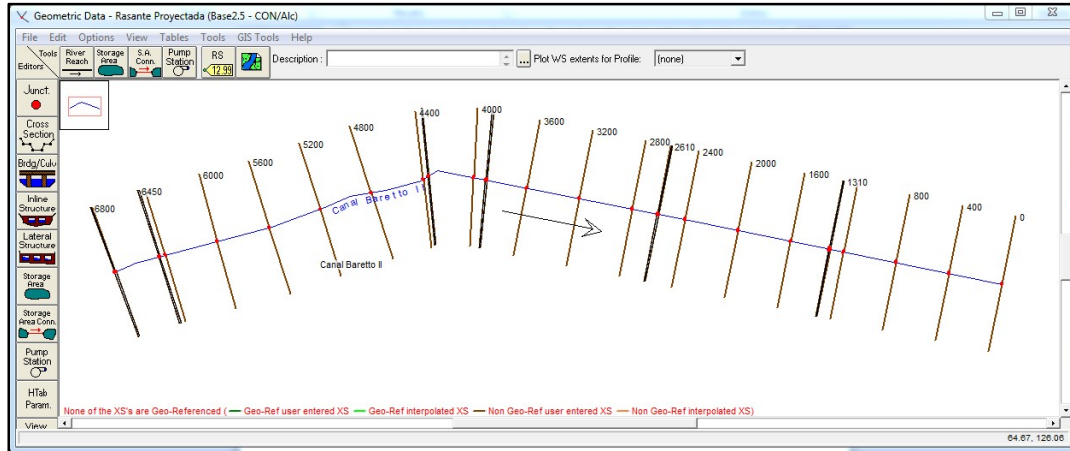 Geometric Data - Rasante Proyectada (Base2.5 - CON/Alc)
File Edit Options View Tables Tools GIS Tools Help
Tools
Editors
River
Reach
Storage
Area
S.A.
Conn.
Pump
Station
RS
12.99
Description :
...
Plot WS extents for Profile:
(none)
Junct.
Cross
Section
Brdg/Culv
Inline
Structure
Lateral
Structure
Storage
Area
Storage
Area Conn.
Pump
Station
HTab
Param.
View
6800
6450
6000
5600
5200
4800
4400
4000
3600
3200
2800
2610
2400
2000
1600
1310
800
400
0
Canal Baretto II
Canal Baretto II
None of the XS's are Geo-Referenced ( — Geo-Ref user entered XS — Geo-Ref interpolated XS — Non Geo-Ref user entered XS — Non Geo-Ref interpolated XS)
64.67, 126.06